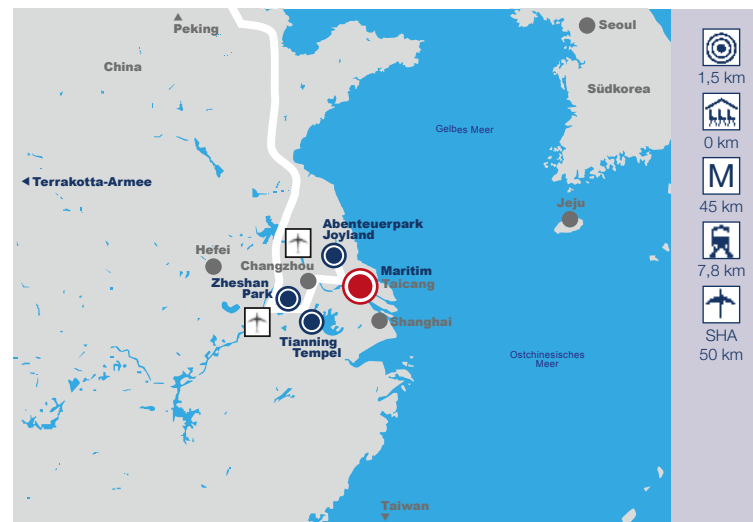 Peking
Seoul
China
Südkorea
Gelbes Meer
Terrakotta-Armee
Jeju
Abenteuerpark
Joyland
Hefei
Changzhou
Maritim
Taicang
Zheshan
Park
Shanghai
Tianning
Tempel
Ostchinesisches
Meer
Taiwan
1,5 km
0 km
M
45 km
7,8 km
SHA
50 km